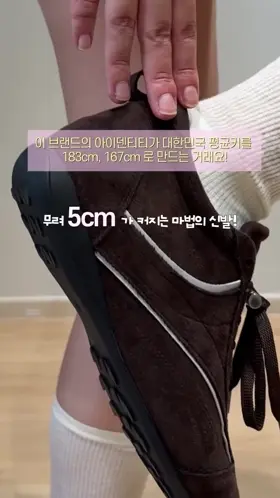 이 브랜드의 아이덴티티가 대한민국 평균키를
183cm, 167cm 로 만드는 거래요!
무려 5cm 가 커지는 마법의 신발!